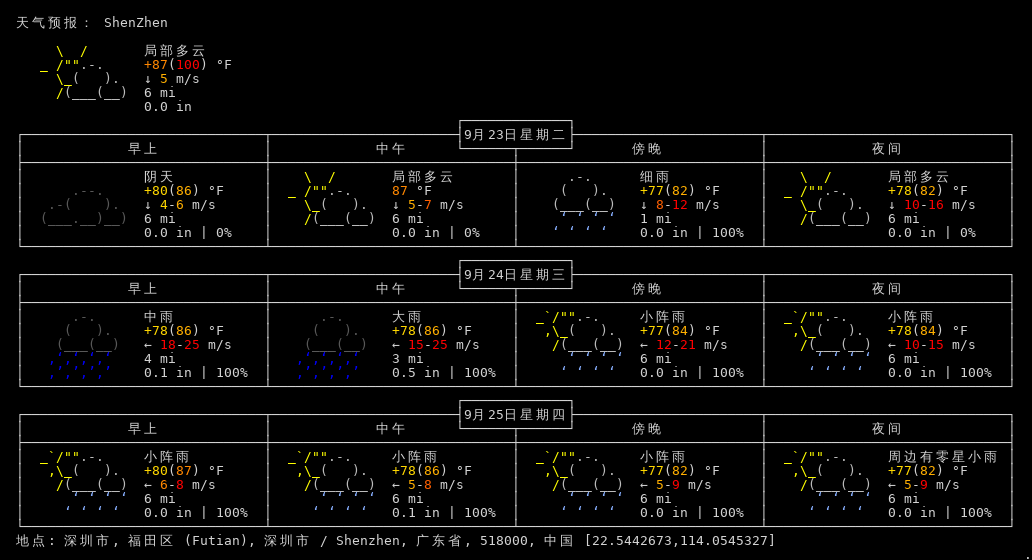 天气预报： ShenZhen
局部多云
+87(100) °F
↓ 5 m/s
6 mi
0.0 in
9月23日星期二
早上 中午 傍晚 夜间
阴天 局部多云 细雨 局部多云
+80(86) °F 87 °F +77(82) °F +78(82) °F
↓ 4-6 m/s ↓ 5-7 m/s ↓ 8-12 m/s ↓ 10-16 m/s
6 mi 6 mi 1 mi 6 mi
0.0 in | 0% 0.0 in | 0% 0.0 in | 100% 0.0 in | 0%
9月24日星期三
早上 中午 傍晚 夜间
中雨 大雨 小阵雨 小阵雨
+78(86) °F +78(86) °F +77(84) °F +78(84) °F
← 18-25 m/s ← 15-25 m/s ← 12-21 m/s ← 10-15 m/s
4 mi 3 mi 6 mi 6 mi
0.1 in | 100% 0.5 in | 100% 0.0 in | 100% 0.0 in | 100%
9月25日星期四
早上 中午 傍晚 夜间
小阵雨 小阵雨 小阵雨 周边有零星小雨
+80(87) °F +78(86) °F +77(82) °F +77(82) °F
← 6-8 m/s ← 5-8 m/s ← 5-9 m/s ← 5-9 m/s
6 mi 6 mi 6 mi 6 mi
0.0 in | 100% 0.1 in | 100% 0.0 in | 100% 0.0 in | 100%
地点: 深圳市, 福田区 (Futian), 深圳市 / Shenzhen, 广东省, 518000, 中国 [22.5442673,114.0545327]